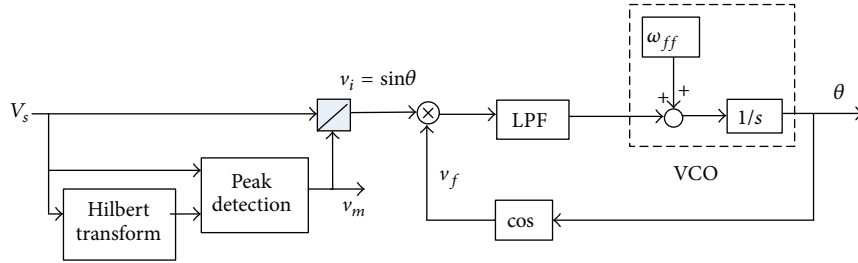 ω_ff
v_i = sinθ
θ
V_s
+
+
LPF
1/s
VCO
Peak
detection
v_f
v_m
Hilbert
transform
cos